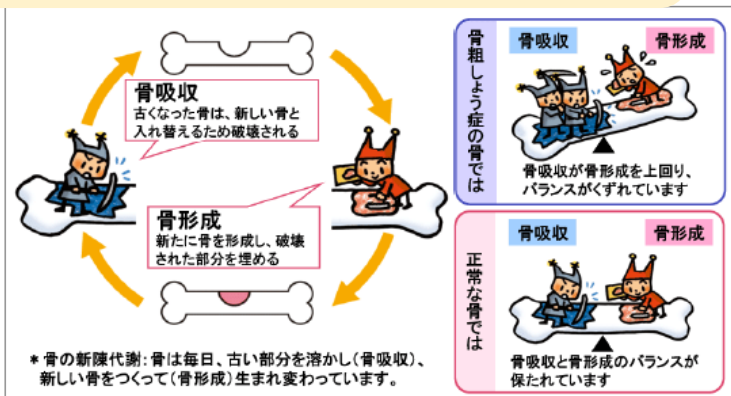 骨吸収
古くなった骨は、新しい骨と
入れ替えるため破壊される
骨形成
新たに骨を形成し、破壊
された部分を埋める
*骨の新陳代謝:骨は毎日、古い部分を溶かし(骨吸収)、
新しい骨をつくって(骨形成)生まれ変わっています。
骨粗しょう症の骨では
骨吸収
骨形成
骨吸収が骨形成を上回り、
バランスがくずれています
正常な骨では
骨吸収
骨形成
骨吸収と骨形成のバランスが
保たれています